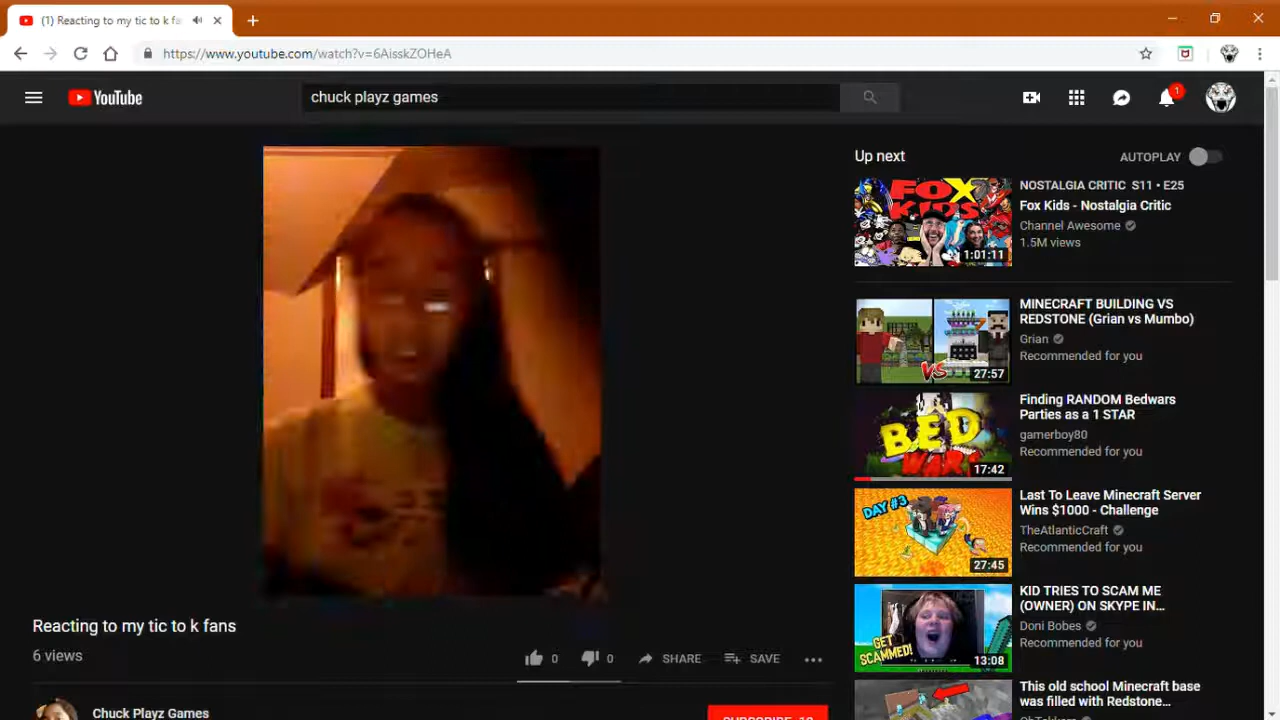 (1) Reacting to my tic to k fa
https://www.youtube.com/watch?v=6AisskZOHeA
YouTube
chuck playz games
1
Up next
AUTOPLAY
FOX
KIDS
1:01:11
NOSTALGIA CRITIC S11 • E25
Fox Kids - Nostalgia Critic
Channel Awesome
1.5M views
VS
27:57
MINECRAFT BUILDING VS
REDSTONE (Grian vs Mumbo)
Grian
Recommended for you
BED
WARS
17:42
Finding RANDOM Bedwars
Parties as a 1 STAR
gamerboy80
Recommended for you
DAY #3
27:45
Last To Leave Minecraft Server
Wins $1000 - Challenge
TheAtlanticCraft
Recommended for you
GET
SCAMMED!
13:08
KID TRIES TO SCAM ME
(OWNER) ON SKYPE IN...
Doni Bobes
Recommended for you
This old school Minecraft base
was filled with Redstone...
Reacting to my tic to k fans
6 views
0
0
SHARE
SAVE
Chuck Playz Games
SUBSCRIBE